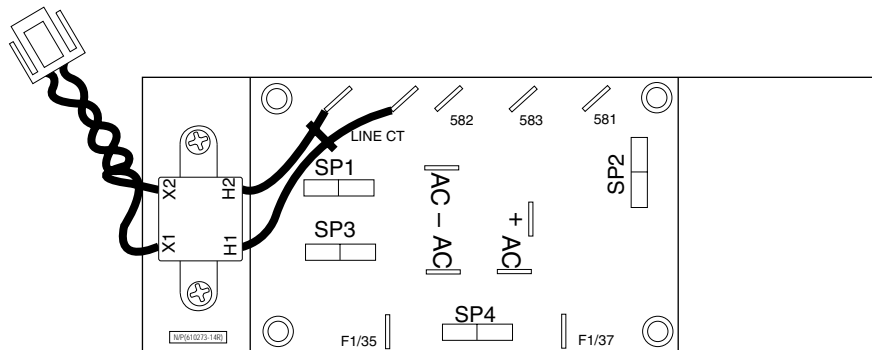 582
583
581
LINE CT
SP1
SP2
X2
H2
AC – AC
+ AC
SP3
X1
H1
SP4
F1/35
F1/37
N/P(610273-14R)